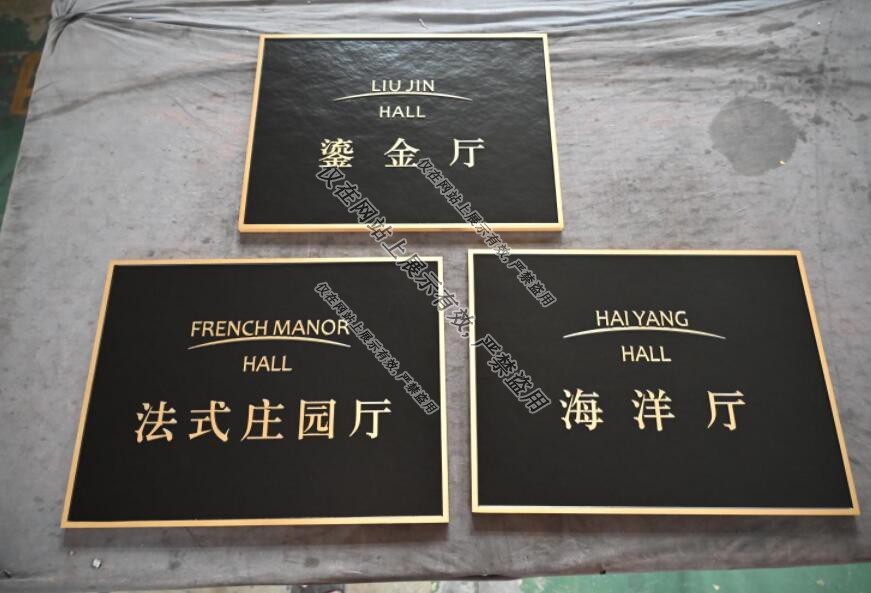 LIU JIN
HALL
鎏金厅
FRENCH MANOR
HALL
法式庄园厅
HAI YANG
HALL
海洋厅
仅在网站上展示有效,严禁盗用
仅在网站上展示有效,严禁盗用
仅在网站上展示有效,严禁盗用